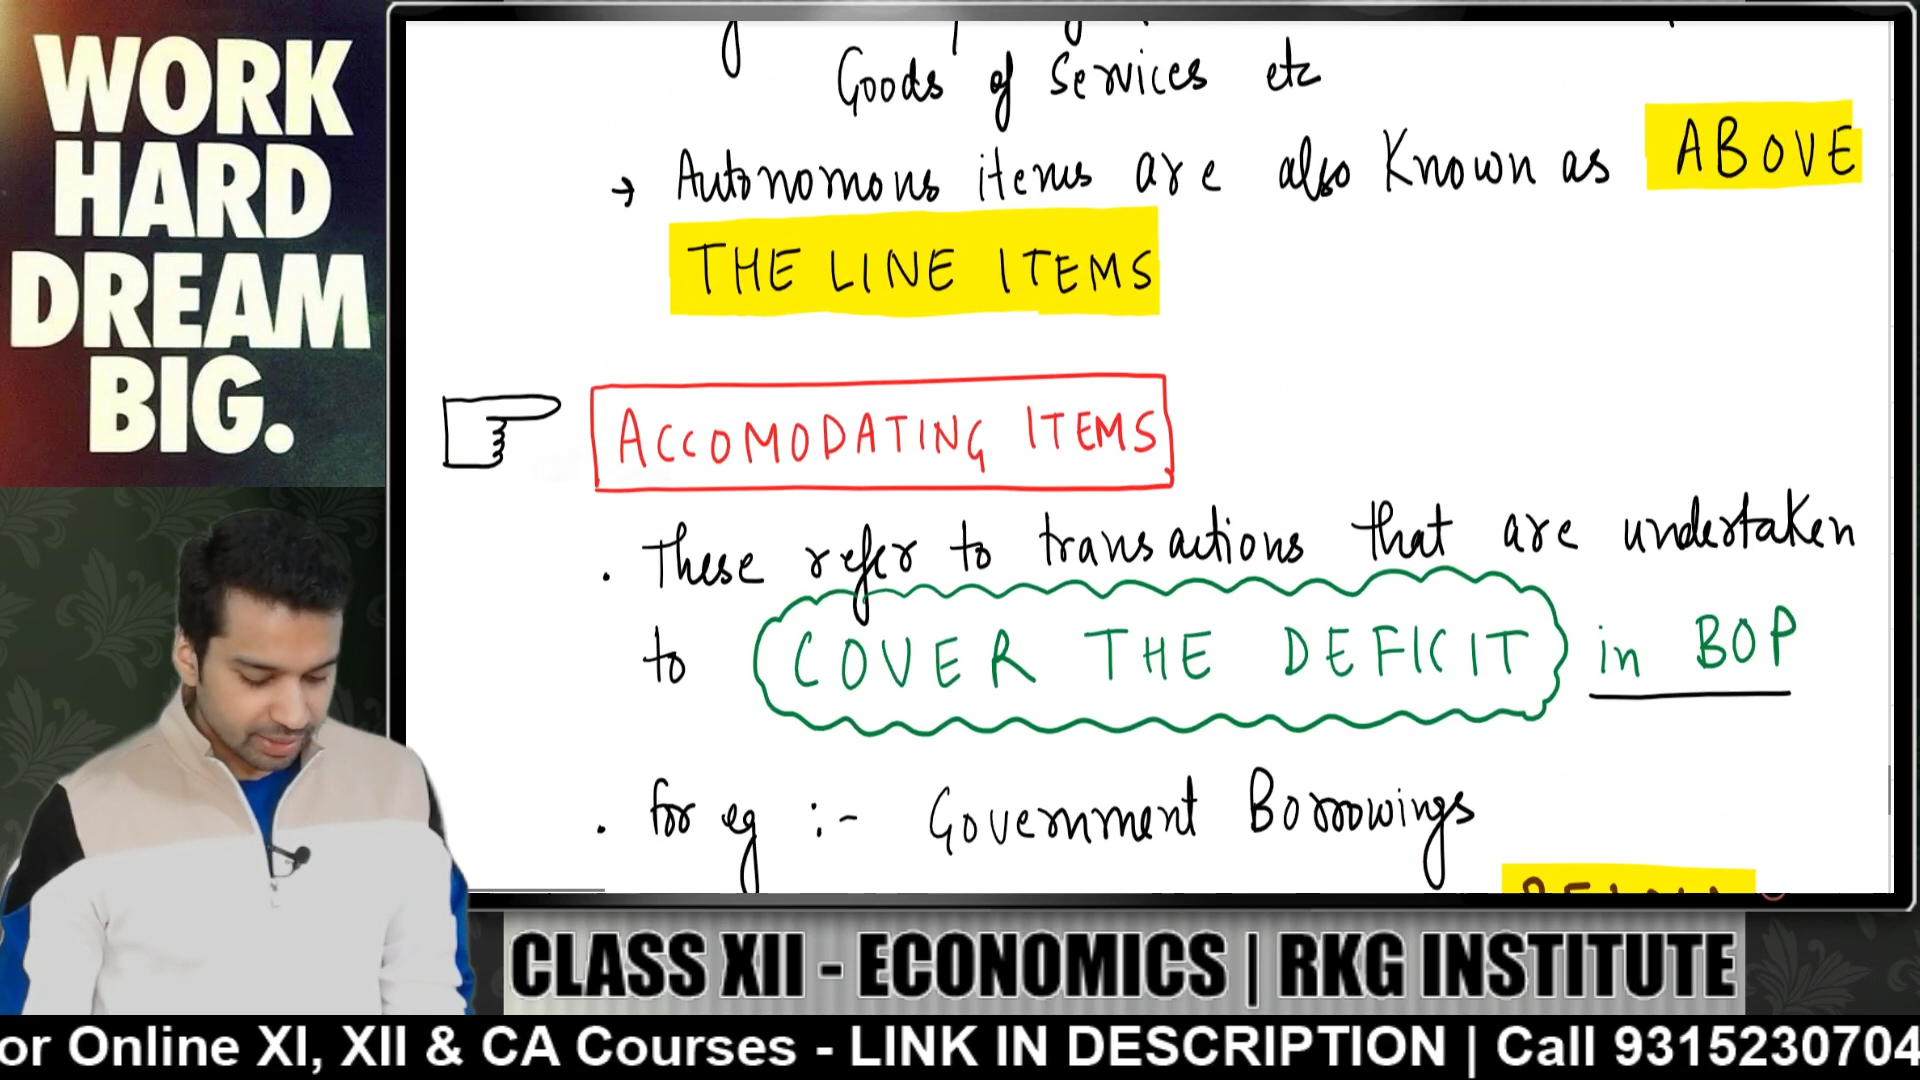 WORK
HARD
DREAM
BIG.
Goods of Services etc
→ Autonomous items are also Known as ABOVE
THE LINE ITEMS
ACCOMODATING ITEMS
. These refer to transactions that are undertaken
to COVER THE DEFICIT in BOP
. for eg :- Government Borrowings
CLASS XII - ECONOMICS | RKG INSTITUTE
or Online XI, XII & CA Courses - LINK IN DESCRIPTION | Call 9315230704